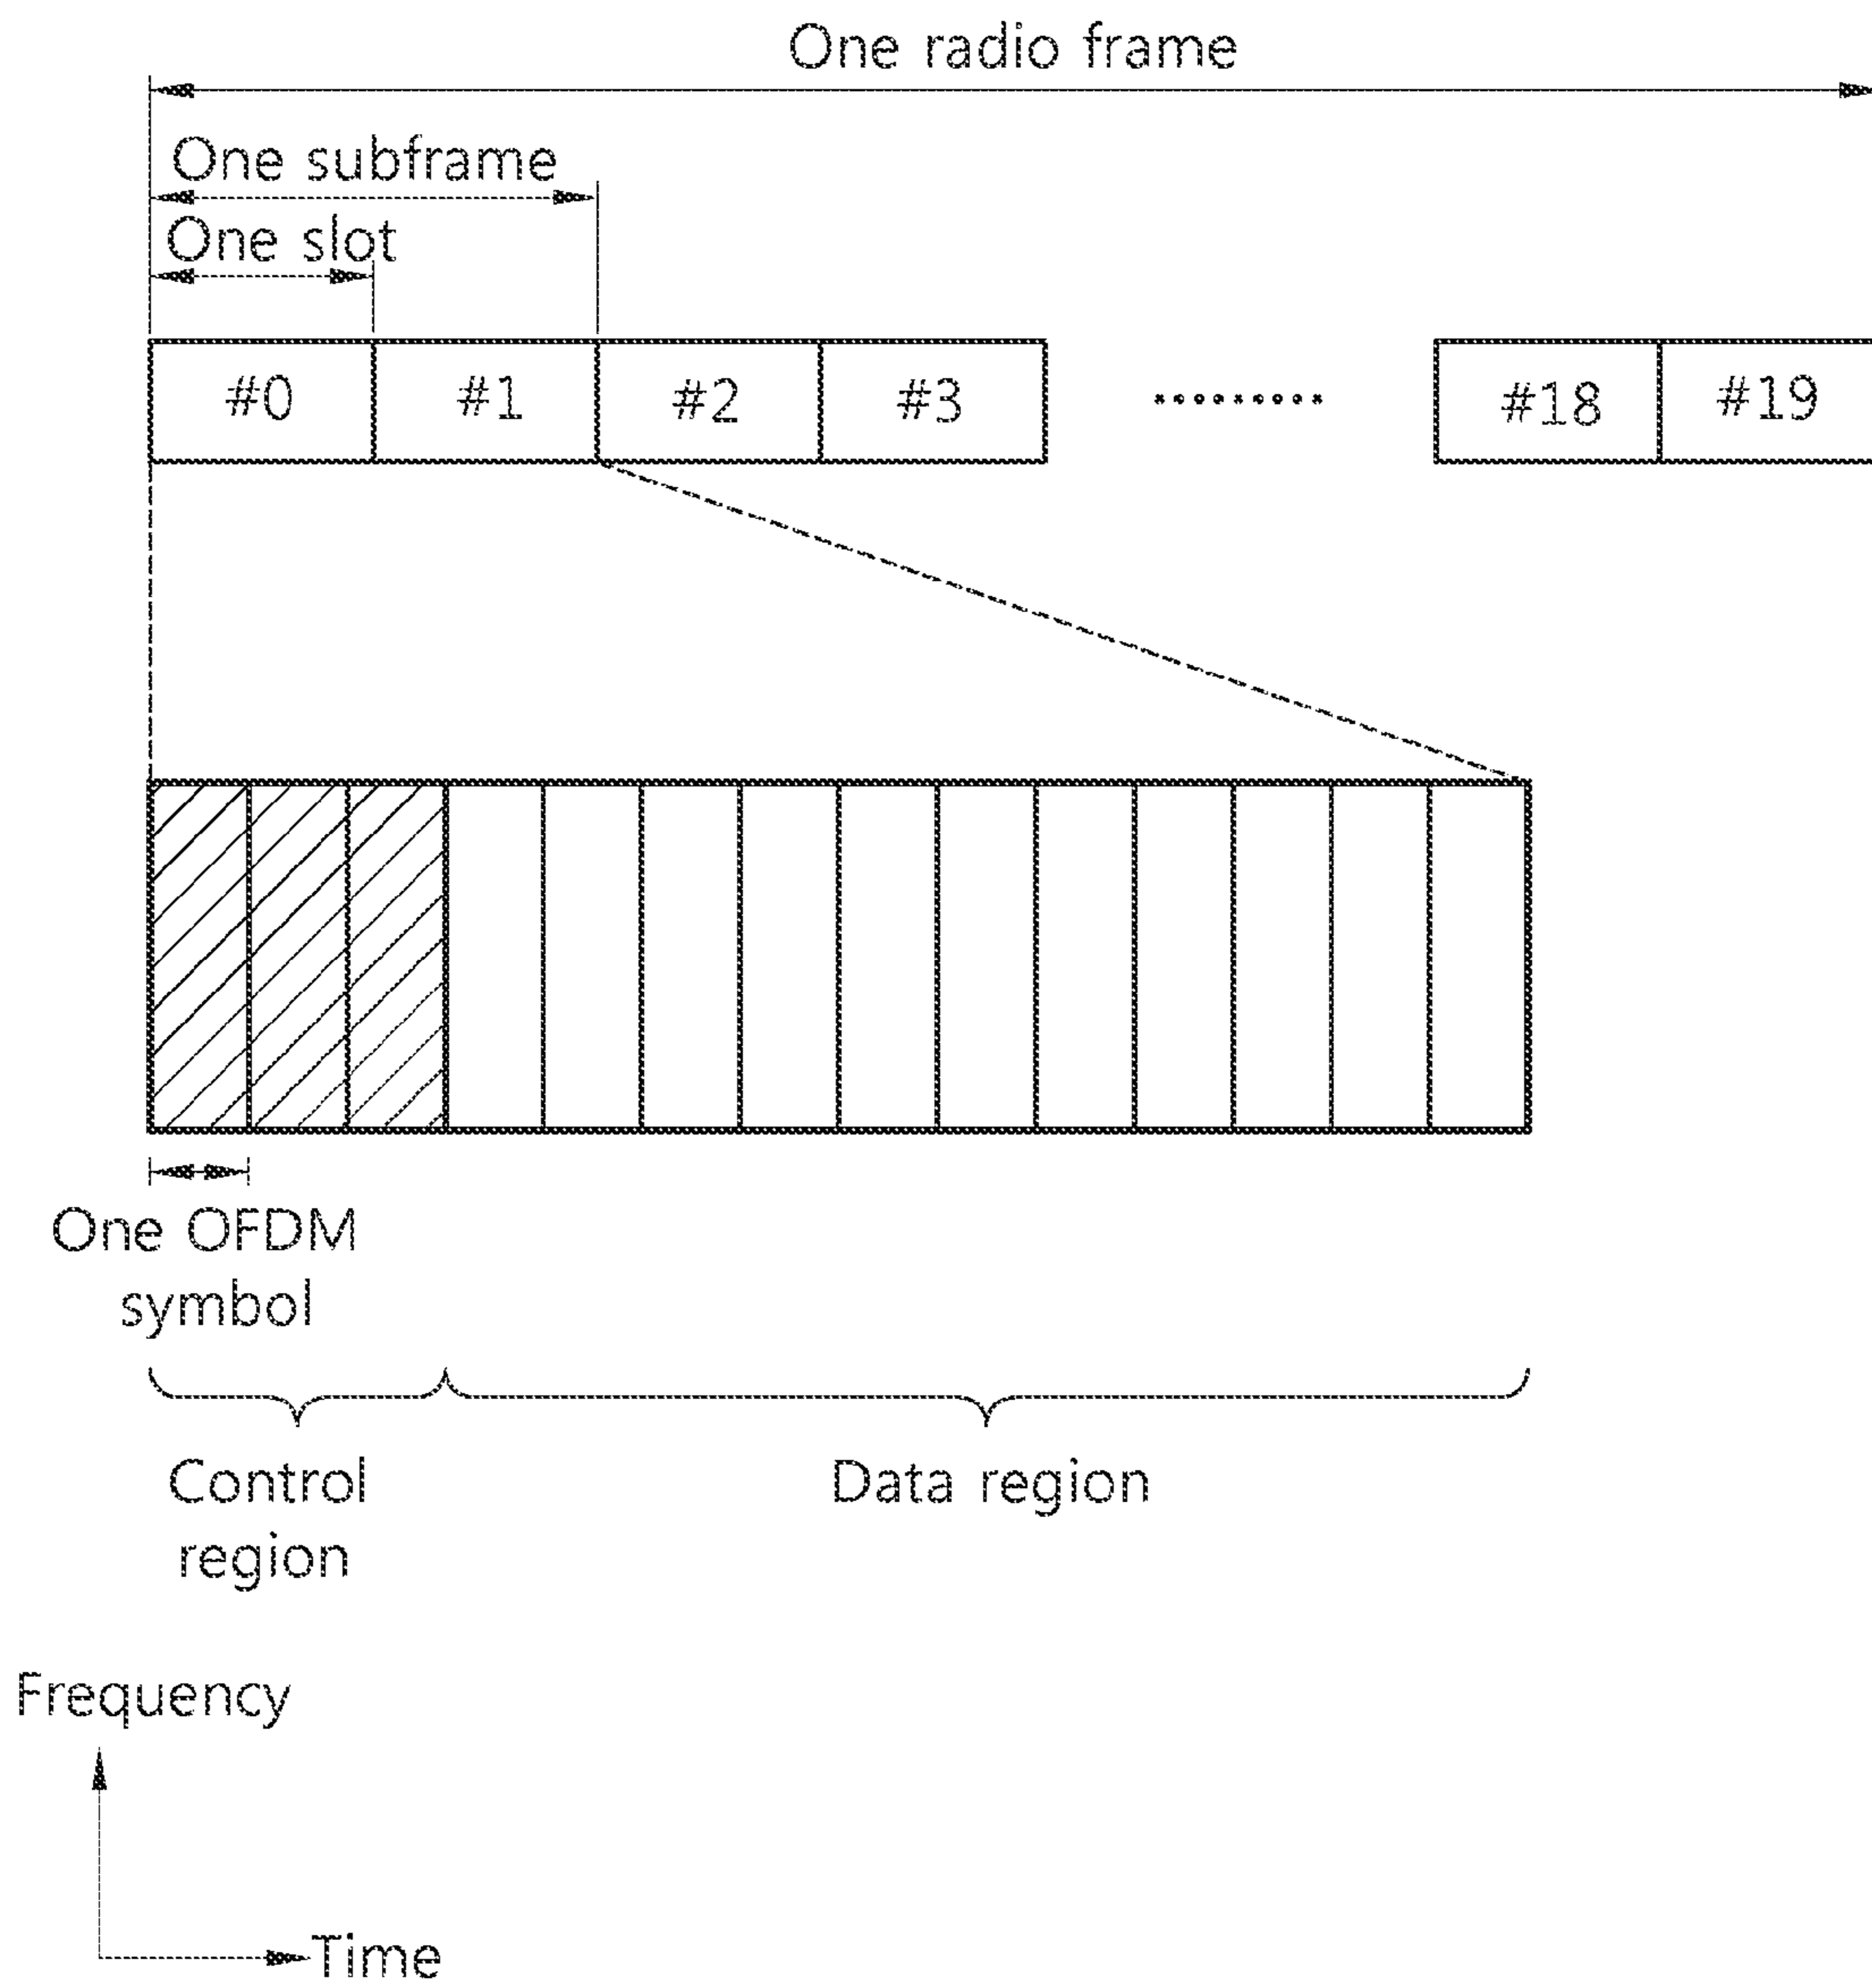 One radio frame
One subframe
One slot
#0 #1 #2 #3 ......... #18 #19
One OFDM
symbol
Control
region
Data region
Frequency
Time